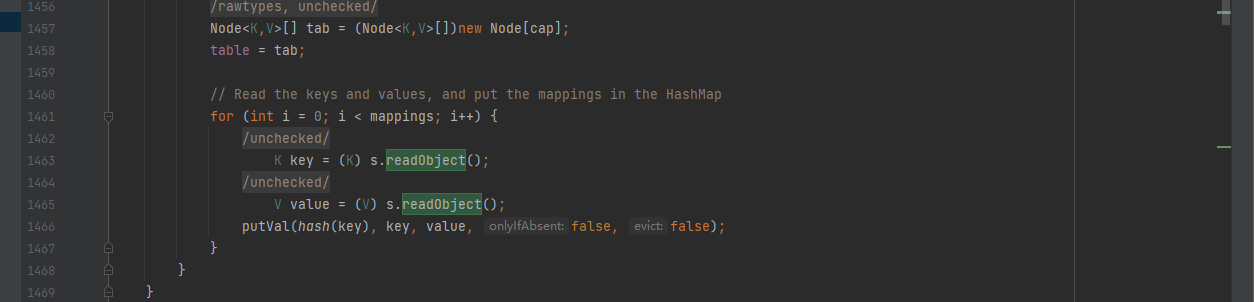 1456 /rawtypes, unchecked/
1457 Node<K,V>[] tab = (Node<K,V>[])new Node[cap];
1458 table = tab;
1459
1460 // Read the keys and values, and put the mappings in the HashMap
1461 for (int i = 0; i < mappings; i++) {
1462 /unchecked/
1463 K key = (K) s.readObject();
1464 /unchecked/
1465 V value = (V) s.readObject();
1466 putVal(hash(key), key, value, onlyIfAbsent: false, evict: false);
1467 }
1468 }
1469 }